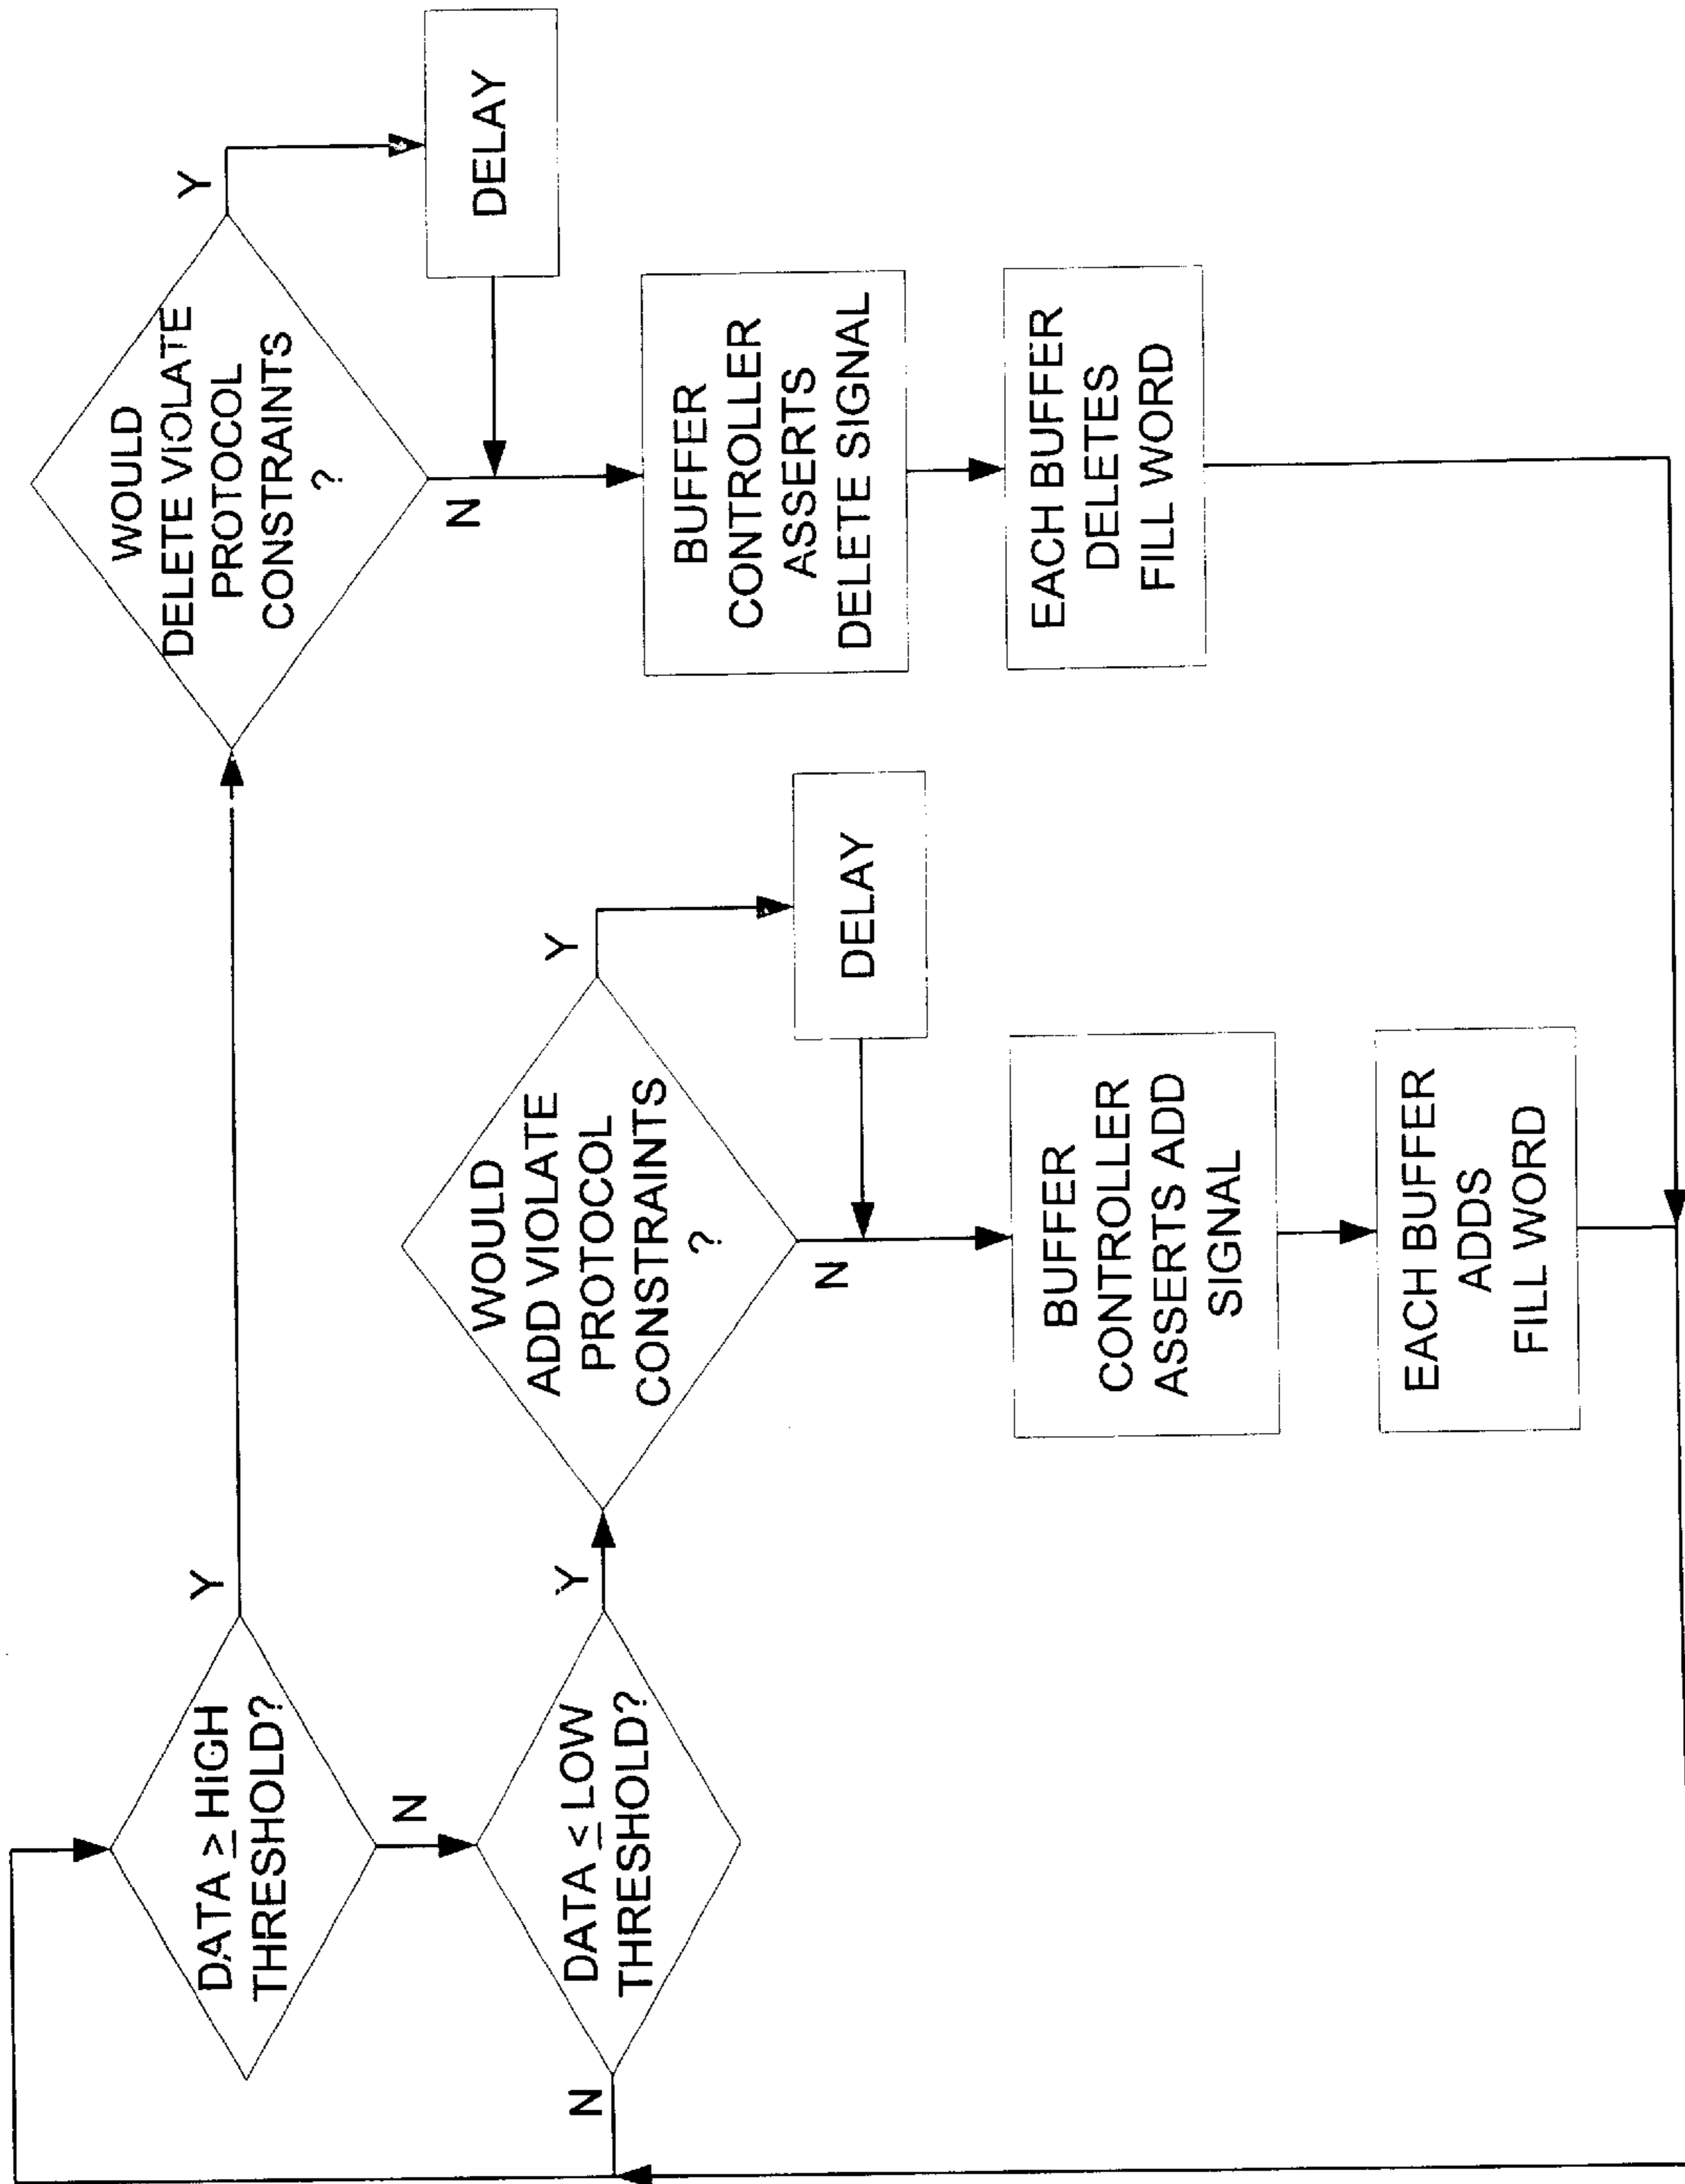 DATA ≥ HIGH
THRESHOLD?
Y
N
DATA ≤ LOW
THRESHOLD?
Y
N
WOULD
DELETE VIOLATE
PROTOCOL
CONSTRAINTS
?
Y
N
DELAY
BUFFER
CONTROLLER
ASSERTS
DELETE SIGNAL
EACH BUFFER
DELETES
FILL WORD
WOULD
ADD VIOLATE
PROTOCOL
CONSTRAINTS
?
Y
N
DELAY
BUFFER
CONTROLLER
ASSERTS ADD
SIGNAL
EACH BUFFER
ADDS
FILL WORD